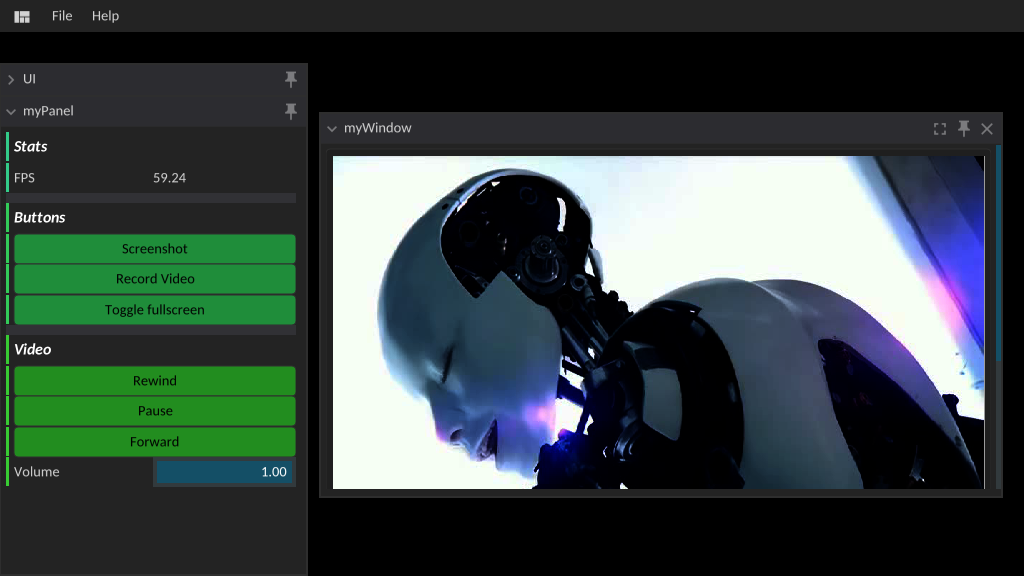 File Help
UI
myPanel
Stats
FPS 59.24
Buttons
Screenshot
Record Video
Toggle fullscreen
Video
Rewind
Pause
Forward
Volume 1.00
myWindow